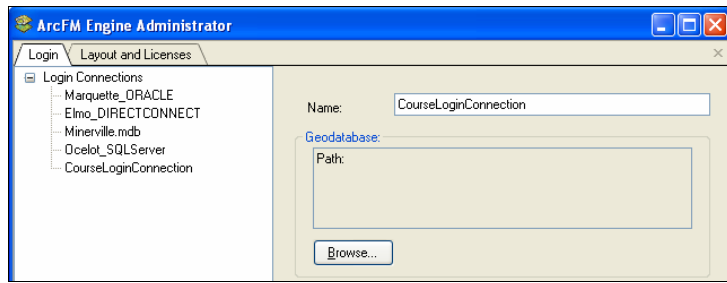 ArcFM Engine Administrator
Login
Layout and Licenses
Login Connections
Marquette_ORACLE
Elmo_DIRECTCONNECT
Minerville.mdb
Ocelot_SQLServer
CourseLoginConnection
Name:
CourseLoginConnection
Geodatabase:
Path:
Browse...